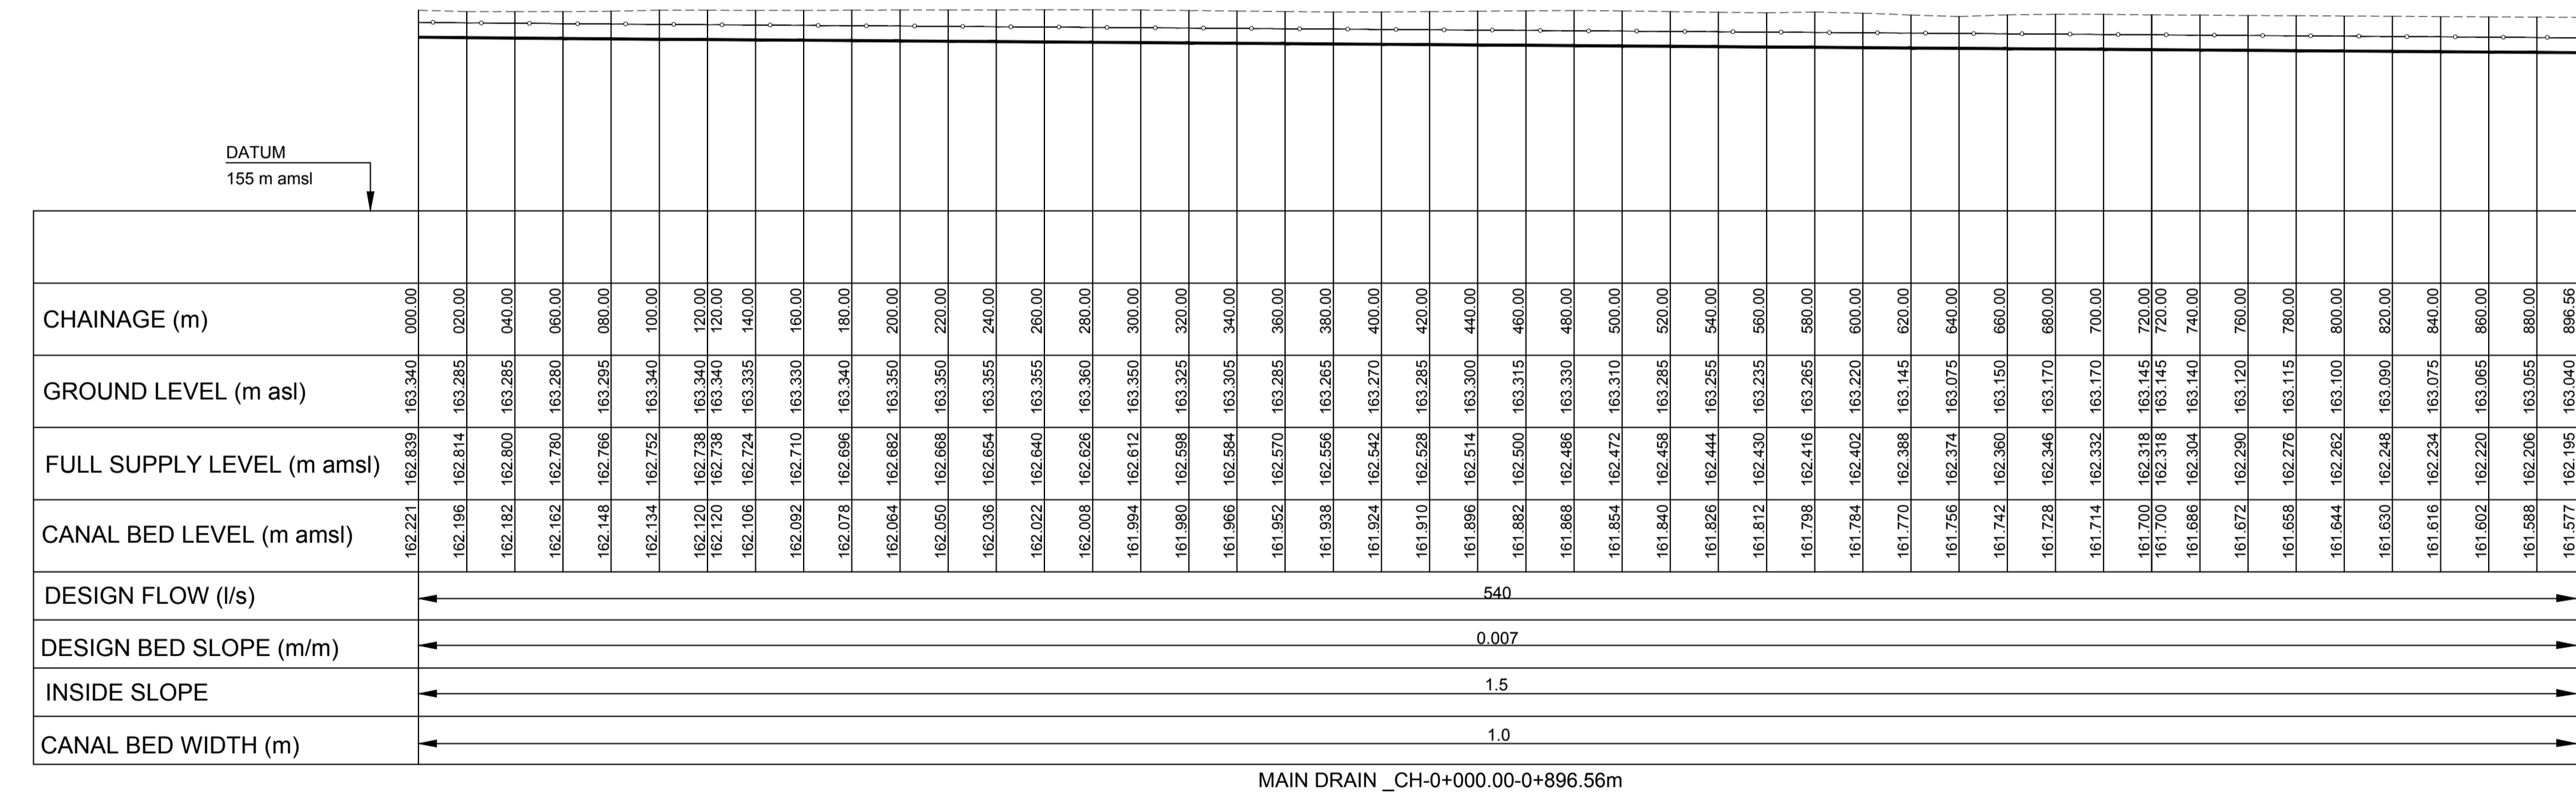 DATUM
155 m amsl
CHAINAGE (m) 000.00 020.00 040.00 060.00 080.00 100.00 120.00 120.00 140.00 160.00 180.00 200.00 220.00 240.00 260.00 280.00 300.00 320.00 340.00 360.00 380.00 400.00 420.00 440.00 460.00 480.00 500.00 520.00 540.00 560.00 580.00 600.00 620.00 640.00 660.00 680.00 700.00 720.00 720.00 740.00 760.00 780.00 800.00 820.00 840.00 860.00 880.00 896.56
GROUND LEVEL (m asl) 163.340 163.285 163.285 163.280 163.295 163.340 163.340 163.340 163.335 163.330 163.340 163.350 163.350 163.355 163.355 163.360 163.350 163.325 163.305 163.285 163.265 163.270 163.285 163.300 163.315 163.330 163.310 163.285 163.255 163.235 163.265 163.220 163.145 163.075 163.150 163.170 163.170 163.145 163.145 163.140 163.120 163.115 163.100 163.090 163.075 163.065 163.055 163.040
FULL SUPPLY LEVEL (m amsl) 162.839 162.814 162.800 162.780 162.766 162.752 162.738 162.738 162.724 162.710 162.696 162.682 162.668 162.654 162.640 162.626 162.612 162.598 162.584 162.570 162.556 162.542 162.528 162.514 162.500 162.486 162.472 162.458 162.444 162.430 162.416 162.402 162.388 162.374 162.360 162.346 162.332 162.318 162.318 162.304 162.290 162.276 162.262 162.248 162.234 162.220 162.206 162.195
CANAL BED LEVEL (m amsl) 162.221 162.196 162.182 162.162 162.148 162.134 162.120 162.120 162.106 162.092 162.078 162.064 162.050 162.036 162.022 162.008 161.994 161.980 161.966 161.952 161.938 161.924 161.910 161.896 161.882 161.868 161.854 161.840 161.826 161.812 161.798 161.784 161.770 161.756 161.742 161.728 161.714 161.700 161.700 161.686 161.672 161.658 161.644 161.630 161.616 161.602 161.588 161.577
DESIGN FLOW (l/s) 540
DESIGN BED SLOPE (m/m) 0.007
INSIDE SLOPE 1.5
CANAL BED WIDTH (m) 1.0
MAIN DRAIN _CH-0+000.00-0+896.56m